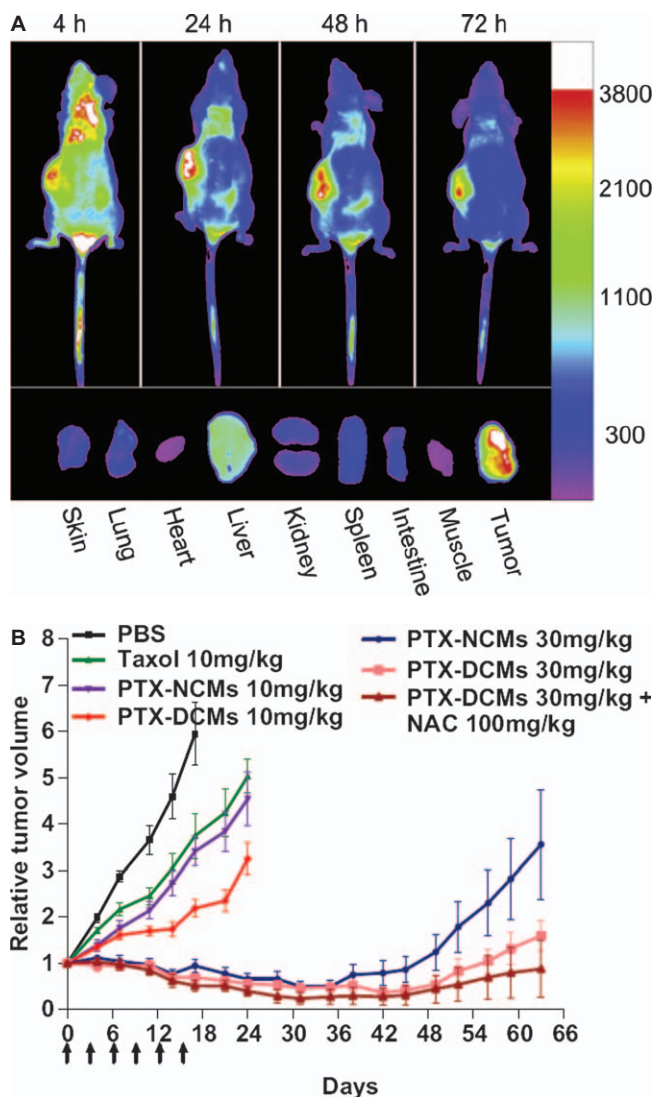 A
4 h 24 h 48 h 72 h
3800
2100
1100
300
Skin Lung Heart Liver Kidney Spleen Intestine Muscle Tumor
B
PBS
Taxol 10mg/kg
PTX-NCMs 10mg/kg
PTX-DCMs 10mg/kg
PTX-NCMs 30mg/kg
PTX-DCMs 30mg/kg
PTX-DCMs 30mg/kg +
NAC 100mg/kg
Relative tumor volume
8
7
6
5
4
3
2
1
0
0 6 12 18 24 30 36 42 48 54 60 66
Days